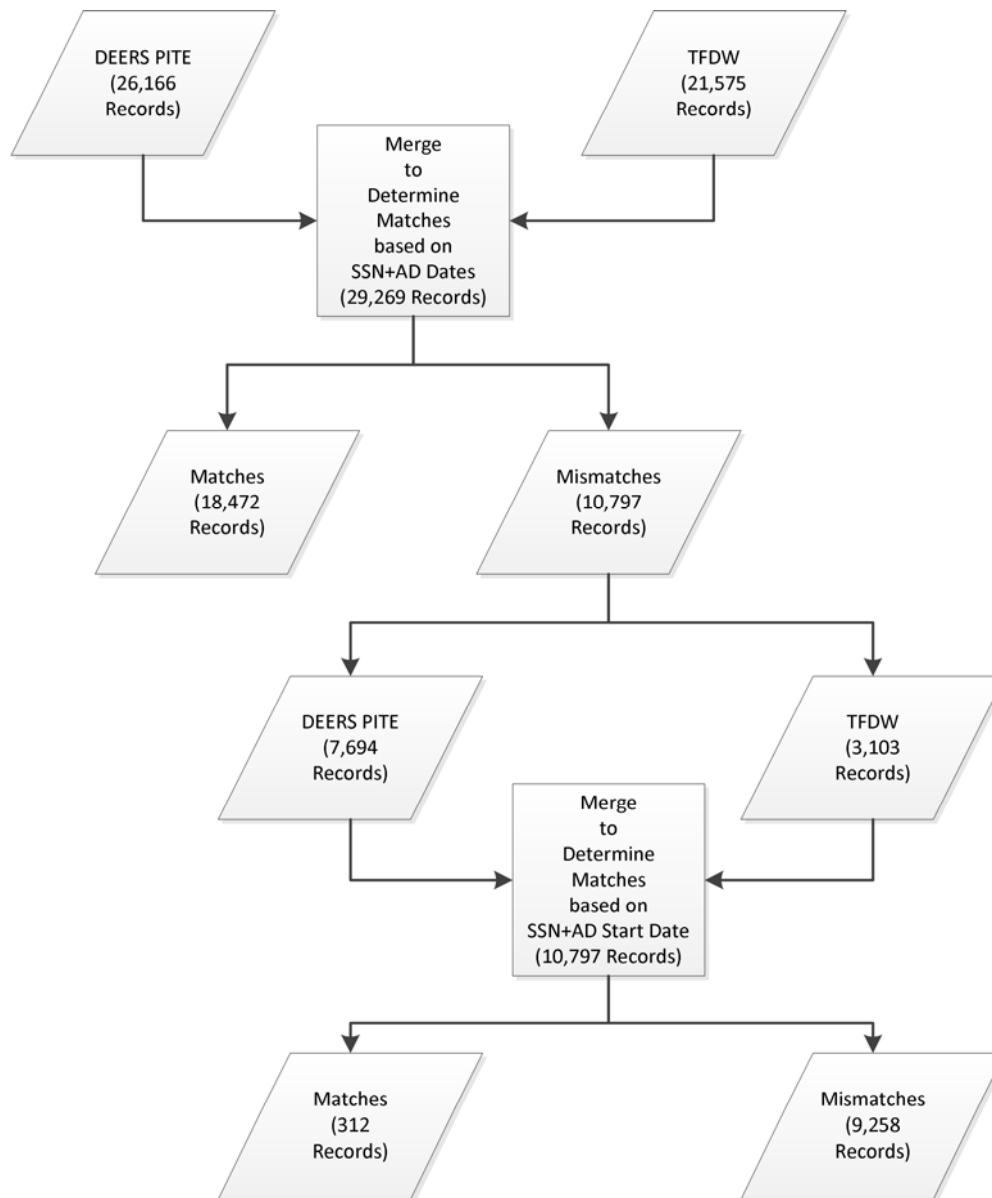 DEERS PITE
(26,166
Records)
TFDW
(21,575
Records)
Merge
to
Determine
Matches
based on
SSN+AD Dates
(29,269 Records)
Matches
(18,472
Records)
Mismatches
(10,797
Records)
DEERS PITE
(7,694
Records)
TFDW
(3,103
Records)
Merge
to
Determine
Matches
based on
SSN+AD Start Date
(10,797 Records)
Matches
(312
Records)
Mismatches
(9,258
Records)